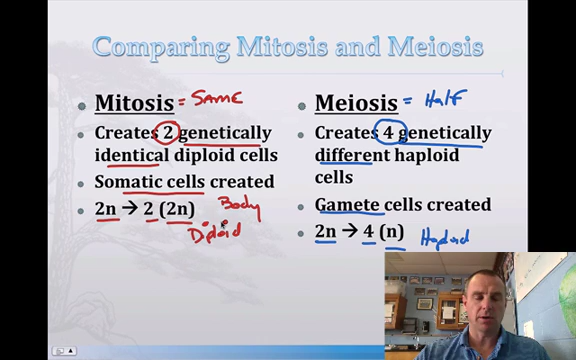 Comparing Mitosis and Meiosis
Mitosis = SAME
Creates 2 genetically
identical diploid cells
Somatic cells created
2n → 2 (2n) Body
Diploid
Meiosis = Half
Creates 4 genetically
different haploid
cells
Gamete cells created
2n → 4 (n) Haploid